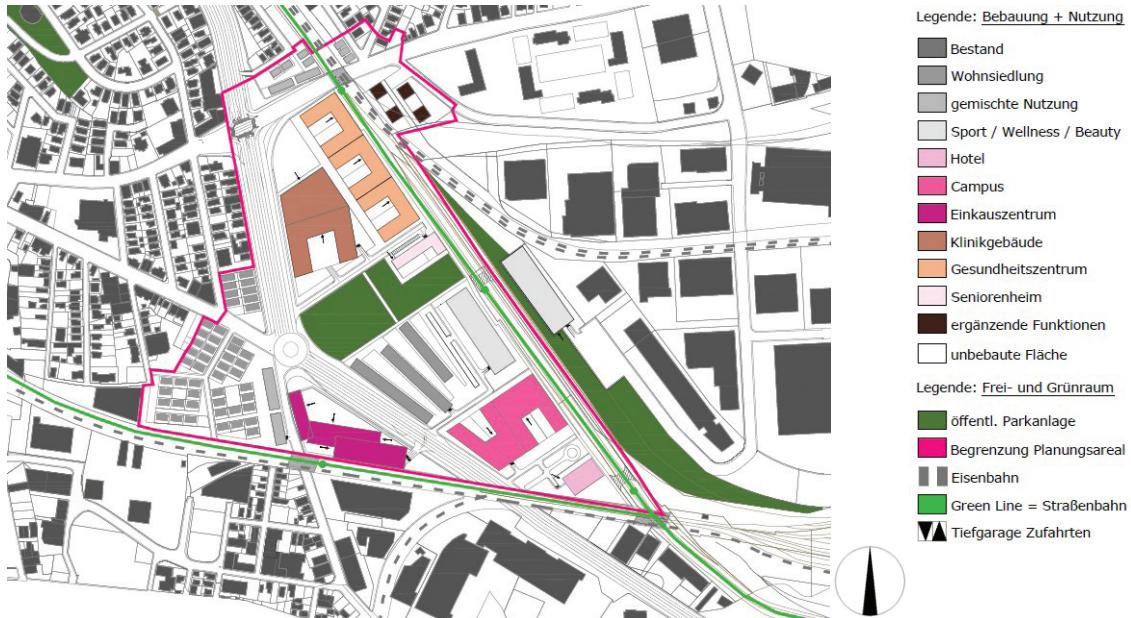 Legende: Bebauung + Nutzung
Bestand
Wohnsiedlung
gemischte Nutzung
Sport / Wellness / Beauty
Hotel
Campus
Einkauszentrum
Klinikgebäude
Gesundheitszentrum
Seniorenheim
ergänzende Funktionen
unbebaute Fläche
Legende: Frei- und Grünraum
öffentl. Parkanlage
Begrenzung Planungsareal
Eisenbahn
Green Line = Straßenbahn
Tiefgarage Zufahrten